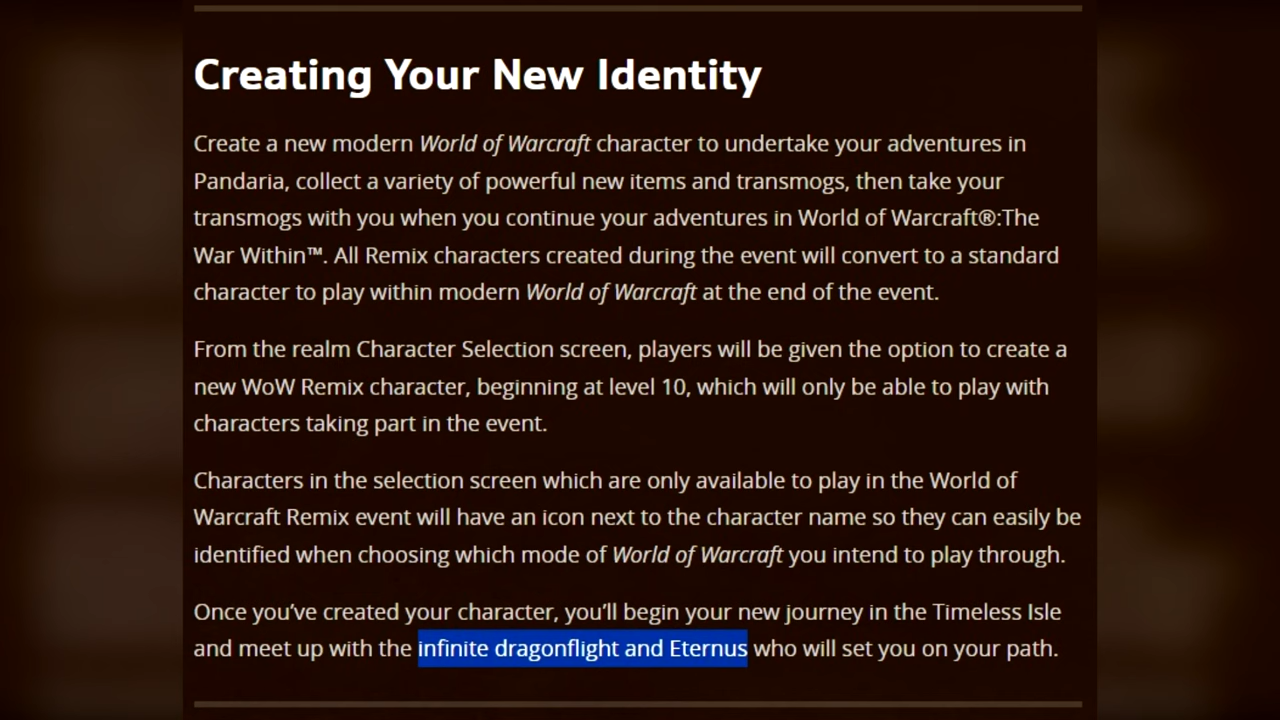 Creating Your New Identity
Create a new modern World of Warcraft character to undertake your adventures in
Pandaria, collect a variety of powerful new items and transmogs, then take your
transmogs with you when you continue your adventures in World of Warcraft®:The
War Within™. All Remix characters created during the event will convert to a standard
character to play within modern World of Warcraft at the end of the event.
From the realm Character Selection screen, players will be given the option to create a
new WoW Remix character, beginning at level 10, which will only be able to play with
characters taking part in the event.
Characters in the selection screen which are only available to play in the World of
Warcraft Remix event will have an icon next to the character name so they can easily be
identified when choosing which mode of World of Warcraft you intend to play through.
Once you’ve created your character, you’ll begin your new journey in the Timeless Isle
and meet up with the infinite dragonflight and Eternus who will set you on your path.